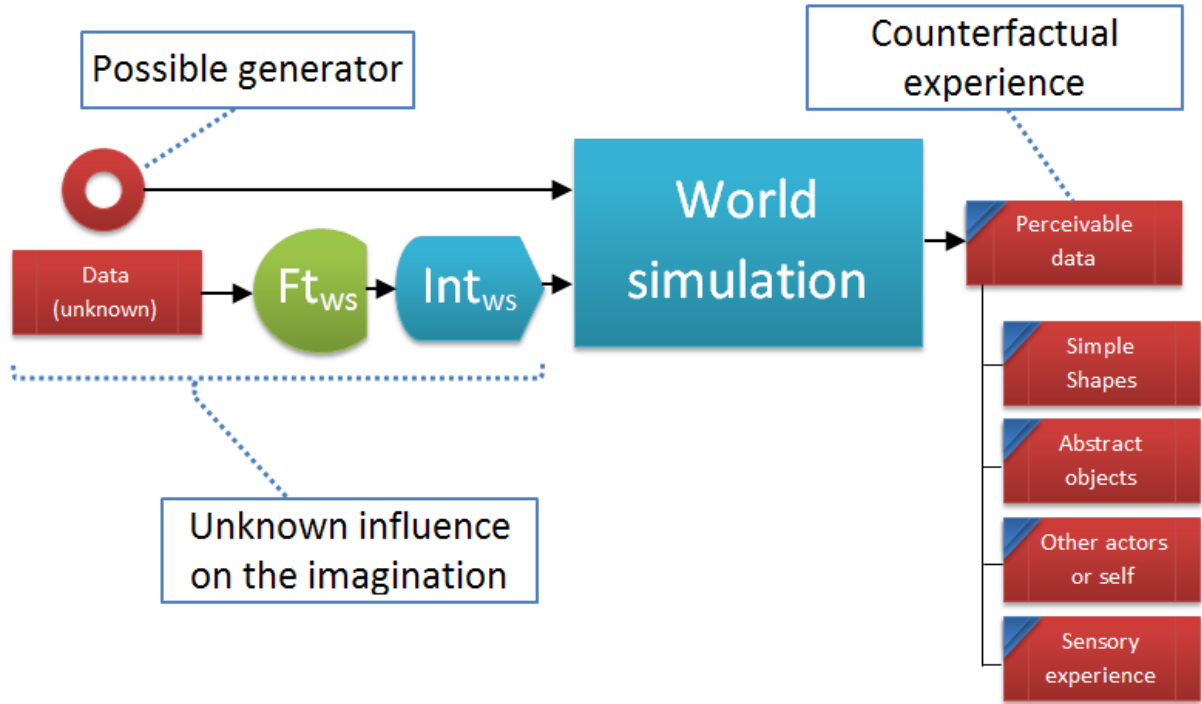 Possible generator
Counterfactual
experience
Data
(unknown)
Ftws
Intws
World
simulation
Perceivable
data
Simple
Shapes
Abstract
objects
Other actors
or self
Sensory
experience
Unknown influence
on the imagination